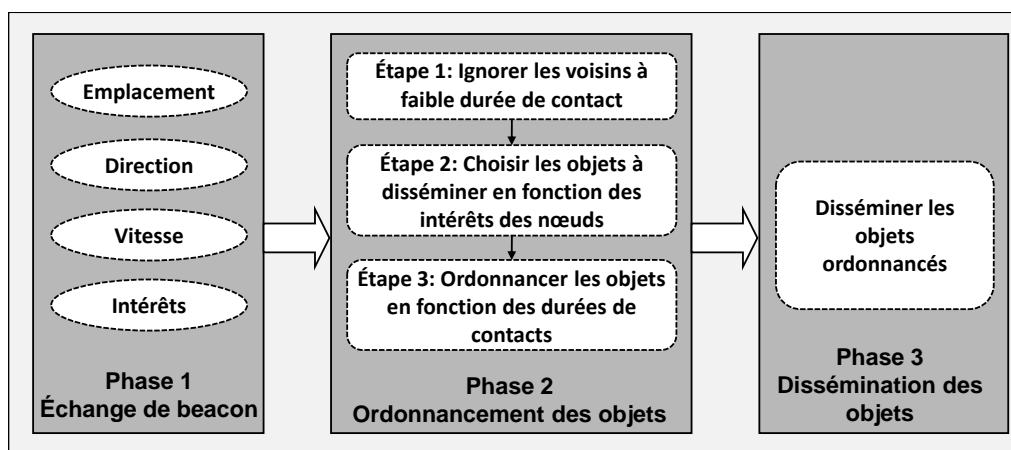 Emplacement
Direction
Vitesse
Intérêts
Phase 1
Échange de beacon
Étape 1: Ignorer les voisins à
faible durée de contact
Étape 2: Choisir les objets à
disséminer en fonction des
intérêts des nœuds
Étape 3: Ordonnancer les objets
en fonction des durées de
contacts
Phase 2
Ordonnancement des objets
Disséminer les
objets
ordonnancés
Phase 3
Dissémination des
objets